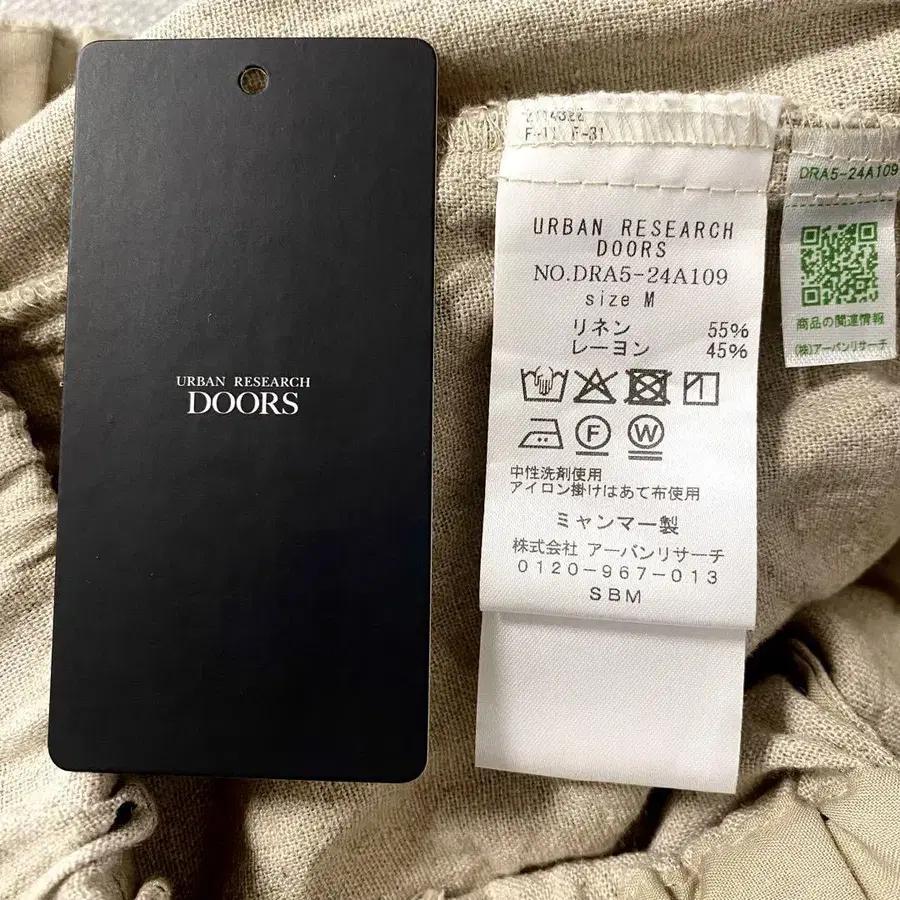 URBAN RESEARCH
DOORS
F-11 F-31
URBAN RESEARCH
DOORS
NO.DRA5-24A109
size M
リネン 55%
レーヨン 45%
F W
中性洗剤使用
アイロン掛けはあて布使用
ミャンマー製
株式会社 アーバンリサーチ
0120-967-013
SBM
DRA5-24A109
商品の関連情報
(株)アーバンリサーチ